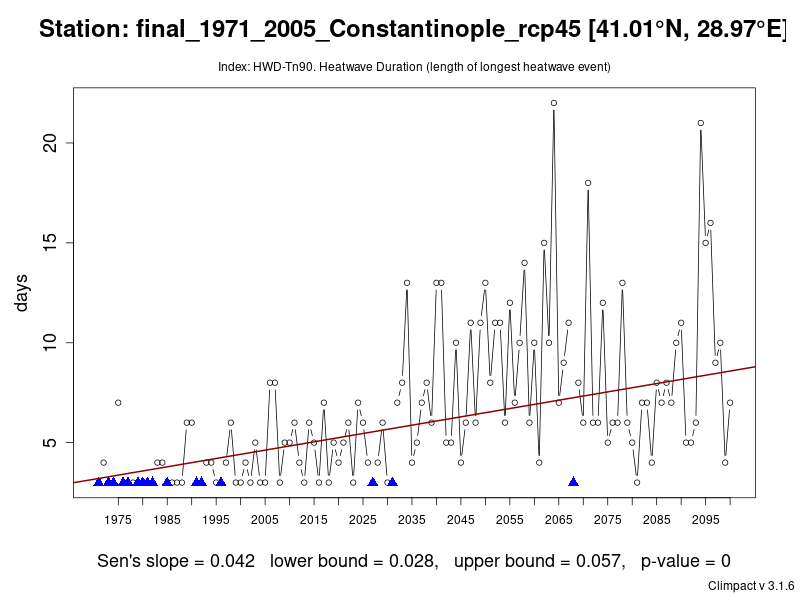 Station: final_1971_2005_Constantinople_rcp45 [41.01°N, 28.97°E]
Index: HWD-Tn90. Heatwave Duration (length of longest heatwave event)
days
20
15
10
5
1975 1985 1995 2005 2015 2025 2035 2045 2055 2065 2075 2085 2095
Sen's slope = 0.042 lower bound = 0.028, upper bound = 0.057, p-value = 0
Climpact v 3.1.6